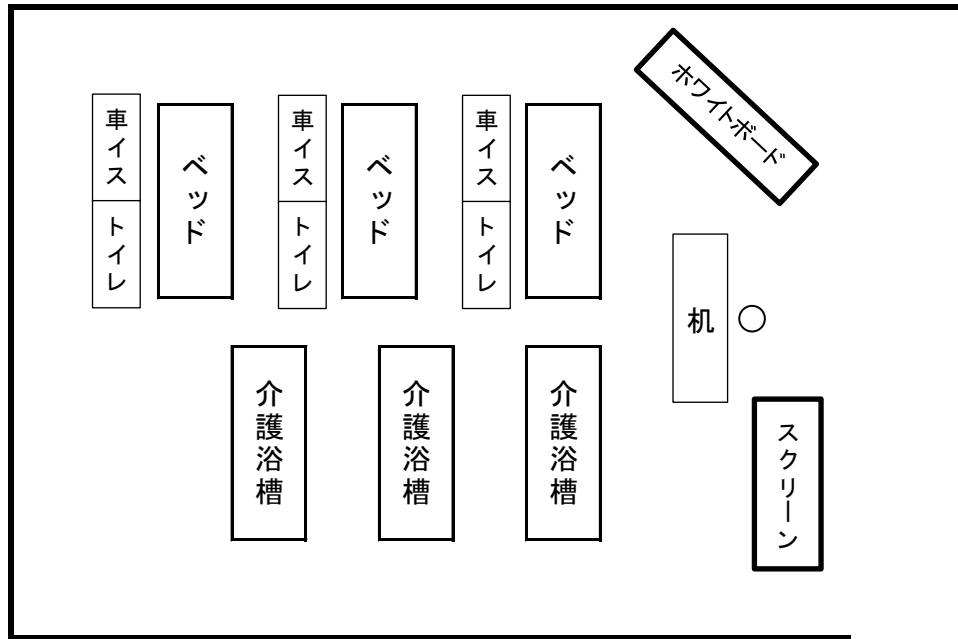 ホワイトボード
車イス
トイレ
ベッド
車イス
トイレ
ベッド
車イス
トイレ
ベッド
机
介護浴槽
介護浴槽
介護浴槽
スクリーン